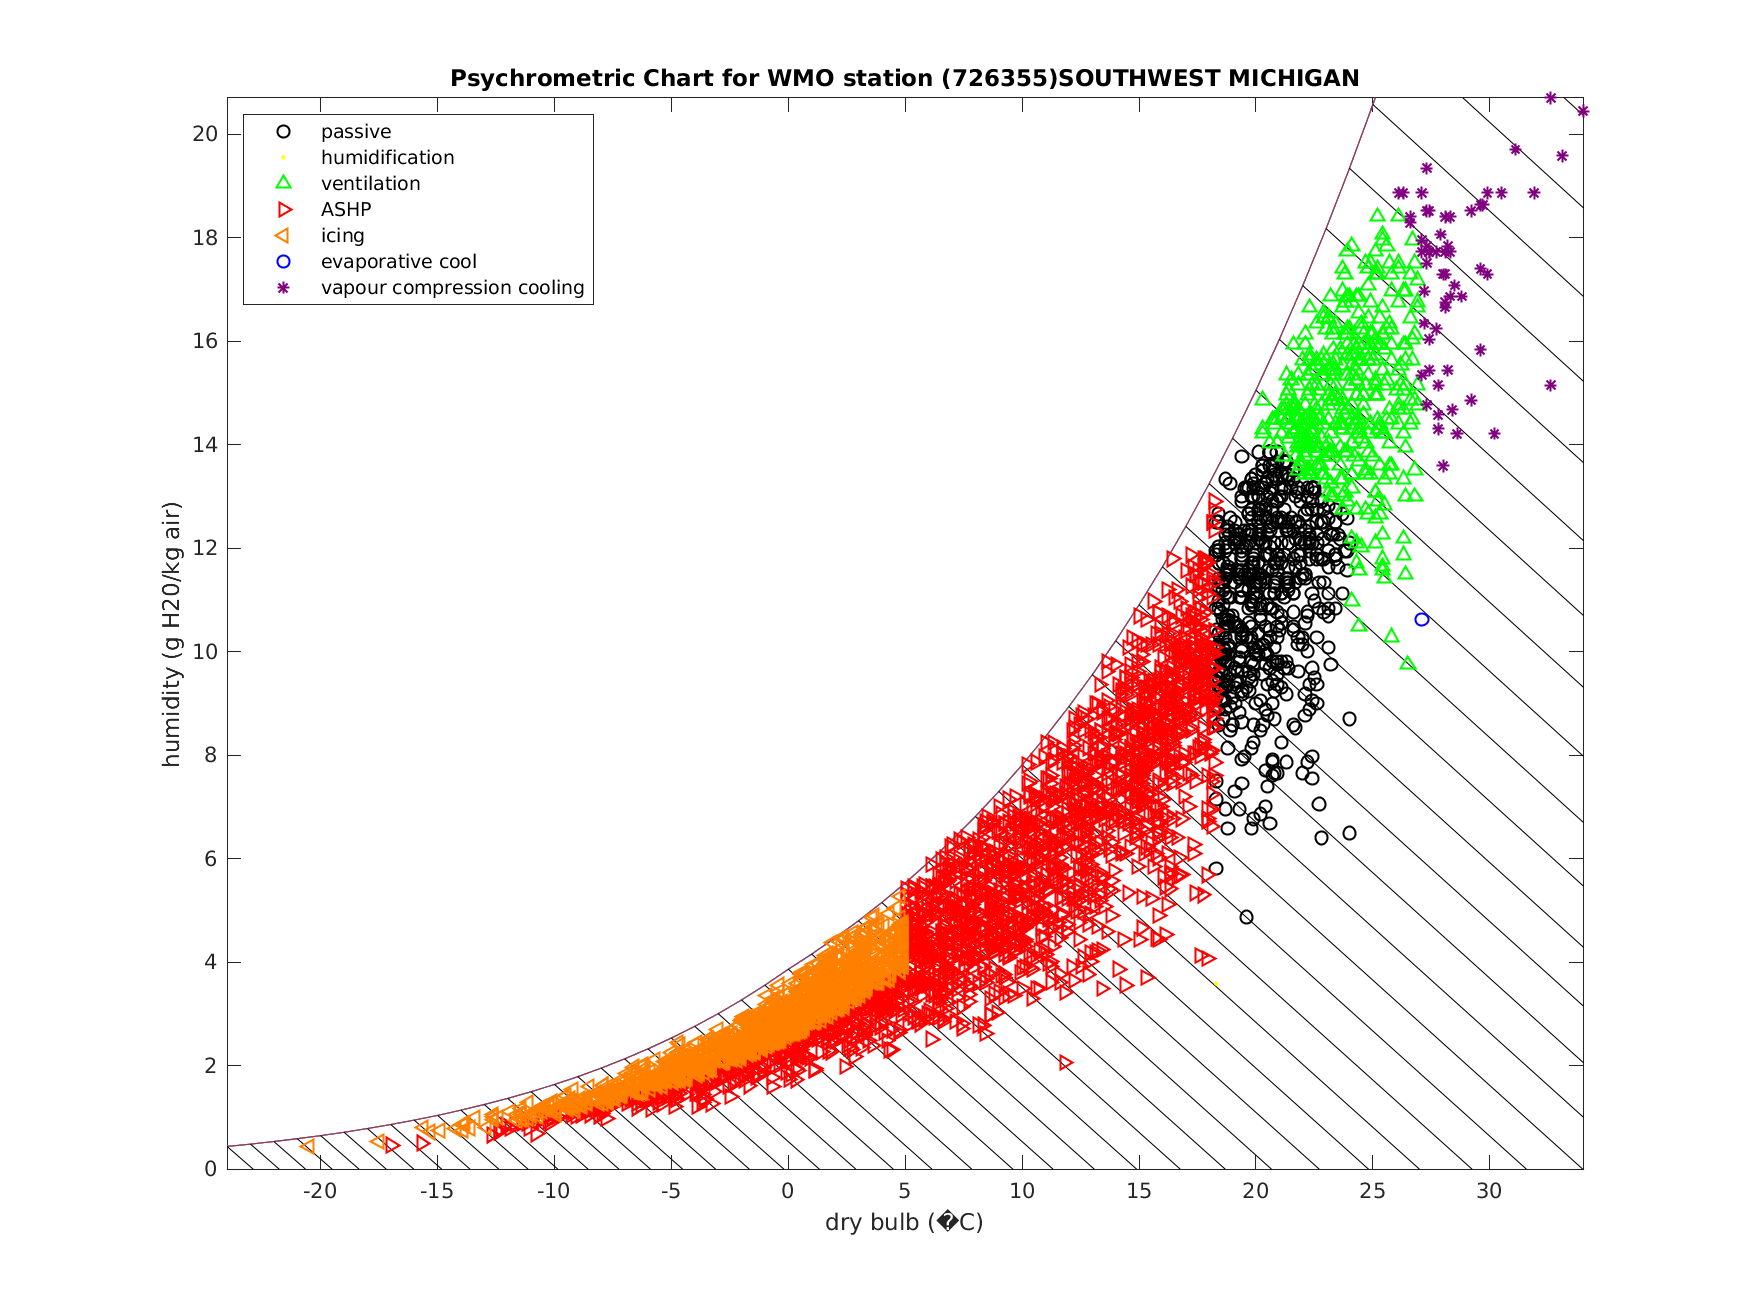 Psychrometric Chart for WMO station (726355)SOUTHWEST MICHIGAN
passive
humidification
ventilation
ASHP
icing
evaporative cool
vapour compression cooling
humidity (g H20/kg air)
20
18
16
14
12
10
8
6
4
2
0
-20 -15 -10 -5 0 5 10 15 20 25 30
dry bulb (�C)